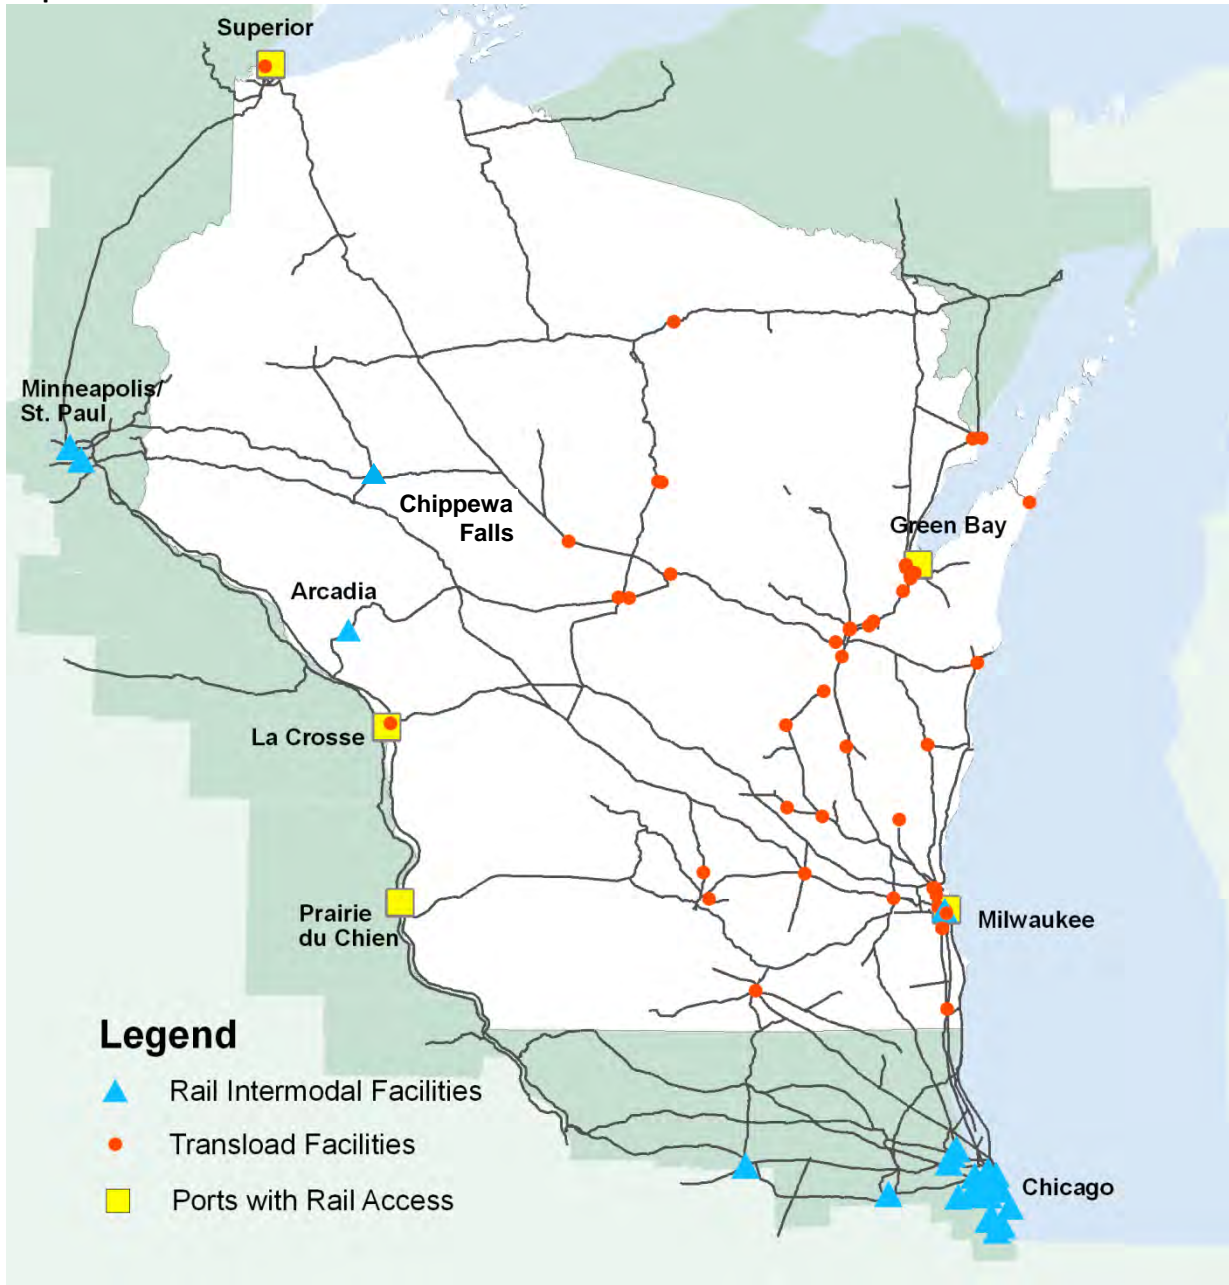 Superior
Minneapolis/
St. Paul
Chippewa
Falls
Green Bay
Arcadia
La Crosse
Prairie
du Chien
Milwaukee
Legend
Rail Intermodal Facilities
Transload Facilities
Ports with Rail Access
Chicago